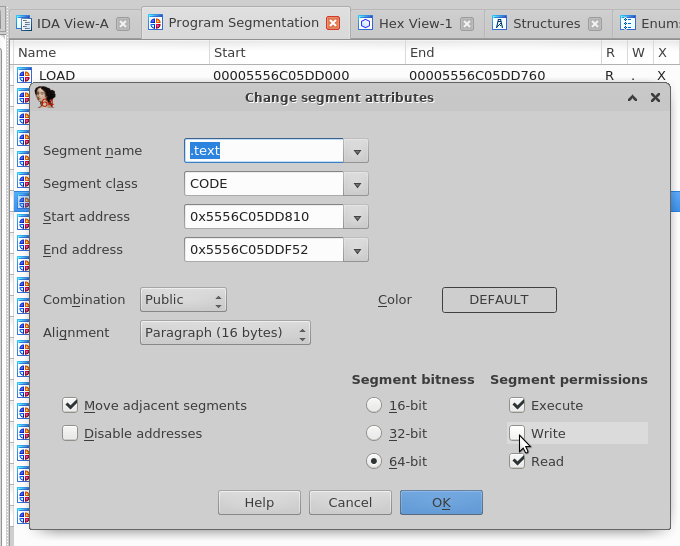 IDA View-A Program Segmentation Hex View-1 Structures Enums
Name Start End R W X
LOAD 00005556C05DD000 00005556C05DD760 R . X
Change segment attributes
Segment name .text
Segment class CODE
Start address 0x5556C05DD810
End address 0x5556C05DDF52
Combination Public Color DEFAULT
Alignment Paragraph (16 bytes)
Segment bitness Segment permissions
Move adjacent segments 16-bit Execute
Disable addresses 32-bit Write
64-bit Read
Help Cancel OK